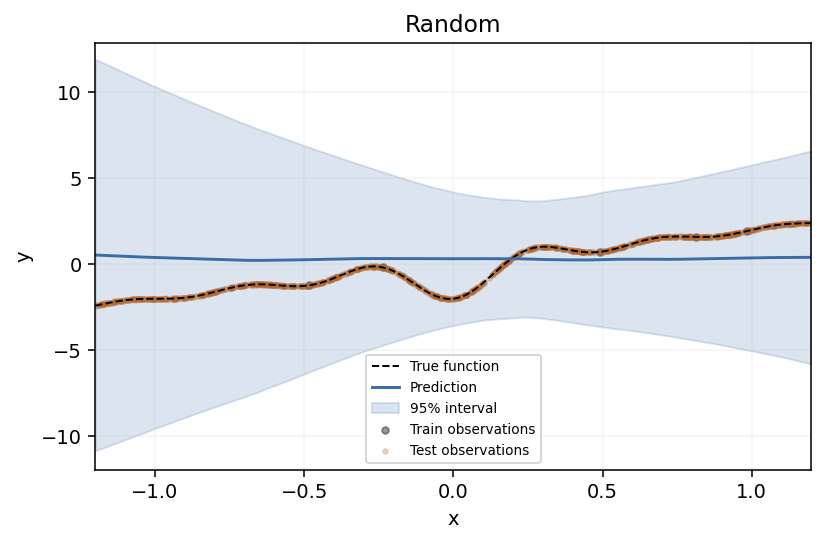 Random
10
5
0
−5
−10
y
−1.0
−0.5
0.0
0.5
1.0
x
True function
Prediction
95% interval
Train observations
Test observations